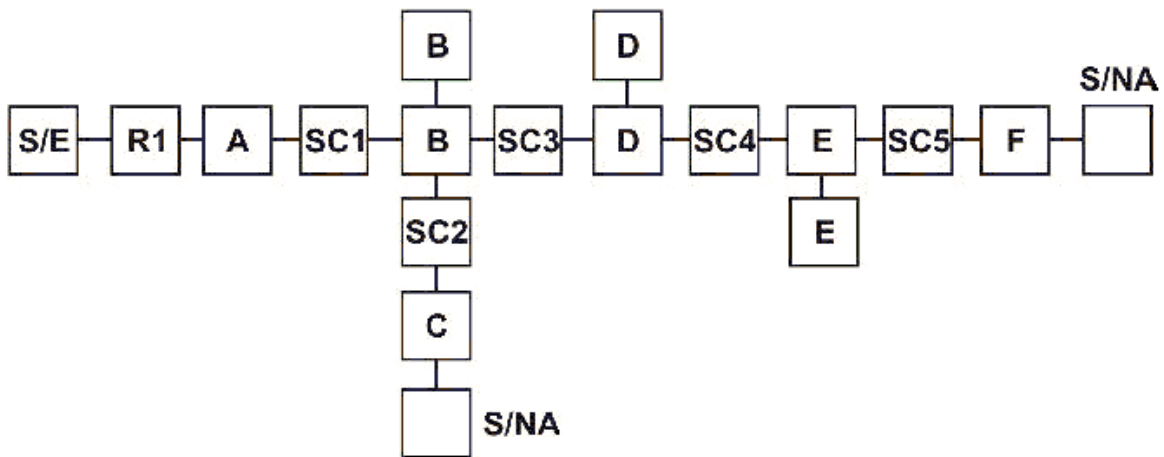 B D
S/NA
S/E R1 A SC1 B SC3 D SC4 E SC5 F
SC2 E
C
S/NA